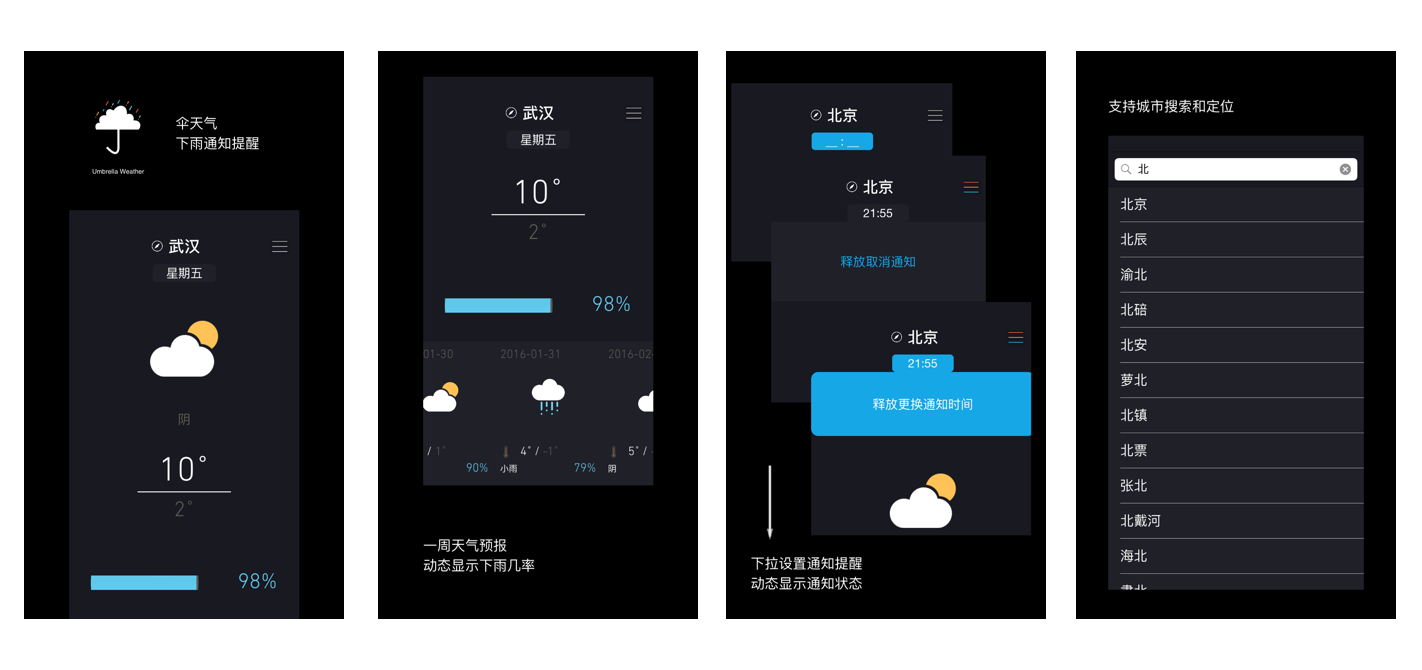 伞天气
下雨通知提醒
Umbrella Weather
武汉
星期五
阴
10°
2°
98%
武汉
星期五
10°
2°
98%
01-30
2016-01-31
2016-02-
/ 1°
4° / -1°
5° / -
90%
小雨
79%
阴
一周天气预报
动态显示下雨几率
北京
__ : __
北京
21:55
释放取消通知
北京
21:55
释放更换通知时间
下拉设置通知提醒
动态显示通知状态
支持城市搜索和定位
北
北京
北辰
渝北
北碚
北安
萝北
北镇
北票
张北
北戴河
海北